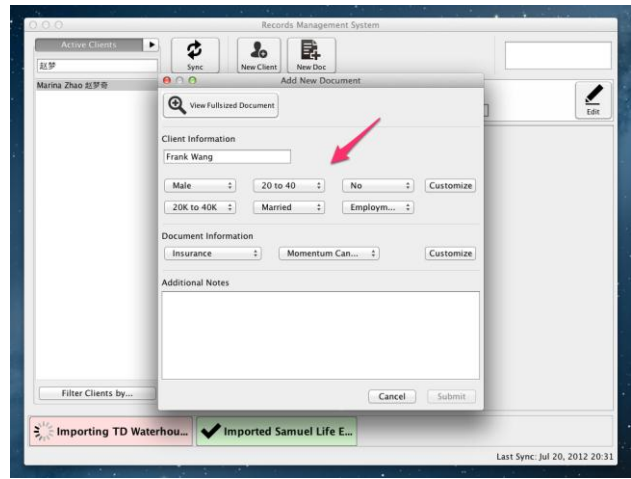 Records Management System
Active Clients
赵梦
Sync
New Client
New Doc
Marina Zhao 赵梦奇
Edit
Add New Document
View Fullsized Document
Client Information
Frank Wang
Male 20 to 40 No Customize
20K to 40K Married Employm...
Document Information
Insurance Momentum Can... Customize
Additional Notes
Filter Clients by...
Cancel Submit
Importing TD Waterhou... Imported Samuel Life E...
Last Sync: Jul 20, 2012 20:31